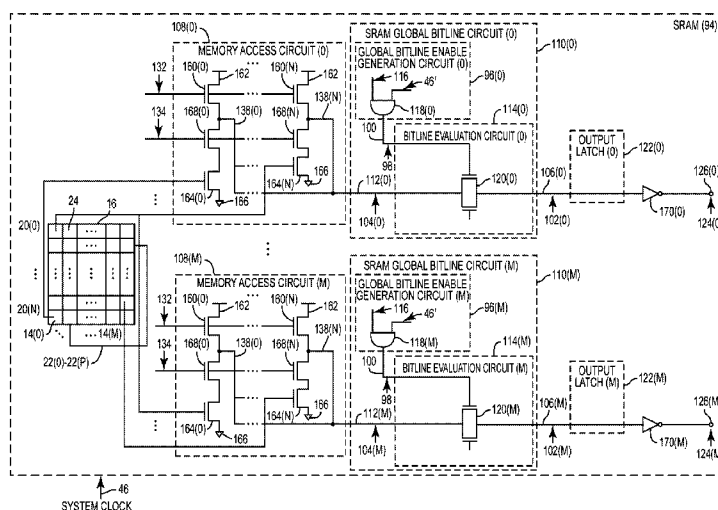 108(0)
SRAM GLOBAL BITLINE CIRCUIT (0)
SRAM (94)
MEMORY ACCESS CIRCUIT (0)
GLOBAL BITLINE ENABLE
GENERATION CIRCUIT (0)
110(0)
132
160(0)
162
160(N)
162
138(N)
116
46'
96(0)
118(0)
114(0)
134
168(0)
138(0)
168(N)
100
98
BITLINE EVALUATION CIRCUIT (0)
OUTPUT
LATCH (0)
122(0)
166
164(N)
112(0)
120(0)
106(0)
126(0)
24
16
164(0)
166
104(0)
102(0)
170(0)
124(0)
20(0)
20(N)
14(0)
14(M)
22(0)-22(P)
108(M)
SRAM GLOBAL BITLINE CIRCUIT (M)
MEMORY ACCESS CIRCUIT (M)
GLOBAL BITLINE ENABLE
GENERATION CIRCUIT (M)
110(M)
132
160(0)
162
160(N)
162
138(N)
116
46'
96(M)
118(M)
114(M)
134
168(0)
138(0)
168(N)
100
98
BITLINE EVALUATION CIRCUIT (M)
OUTPUT
LATCH (M)
122(M)
166
164(N)
112(M)
120(M)
106(M)
126(M)
164(0)
166
104(M)
102(M)
170(M)
124(M)
46
SYSTEM CLOCK